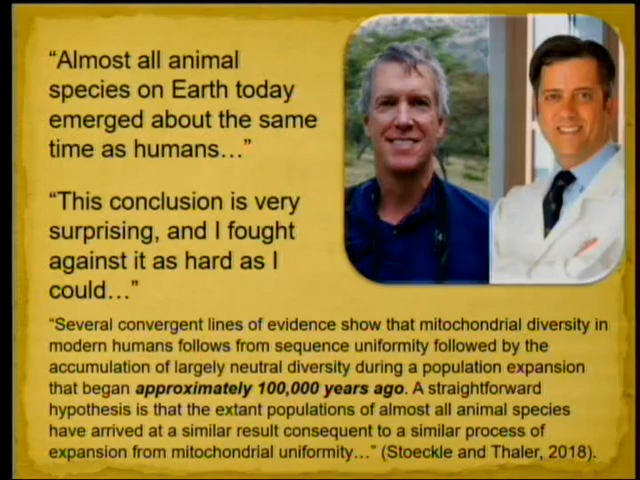 “Almost all animal
species on Earth today
emerged about the same
time as humans…”
“This conclusion is very
surprising, and I fought
against it as hard as I
could…”
“Several convergent lines of evidence show that mitochondrial diversity in
modern humans follows from sequence uniformity followed by the
accumulation of largely neutral diversity during a population expansion
that began approximately 100,000 years ago. A straightforward
hypothesis is that the extant populations of almost all animal species
have arrived at a similar result consequent to a similar process of
expansion from mitochondrial uniformity…” (Stoeckle and Thaler, 2018).